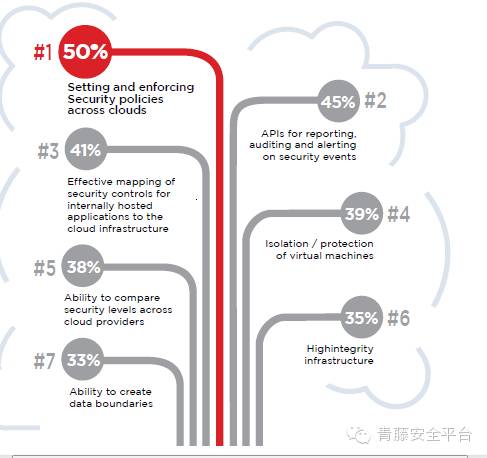 #1 50%
Setting and enforcing
Security policies
across clouds
45% #2
APIs for reporting,
auditing and alerting
on security events
#3 41%
Effective mapping of
security controls for
internally hosted
applications to the
cloud infrastructure
39% #4
Isolation / protection
of virtual machines
#5 38%
Ability to compare
security levels across
cloud providers
35% #6
Highintegrity
infrastructure
#7 33%
Ability to create
data boundaries
青藤安全平台